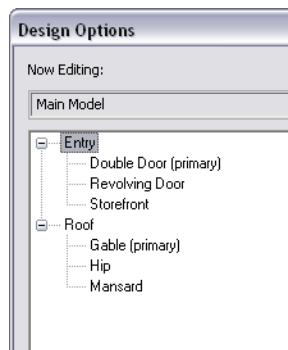 Design Options
Now Editing:
Main Model
Entry
Double Door (primary)
Revolving Door
Storefront
Roof
Gable (primary)
Hip
Mansard